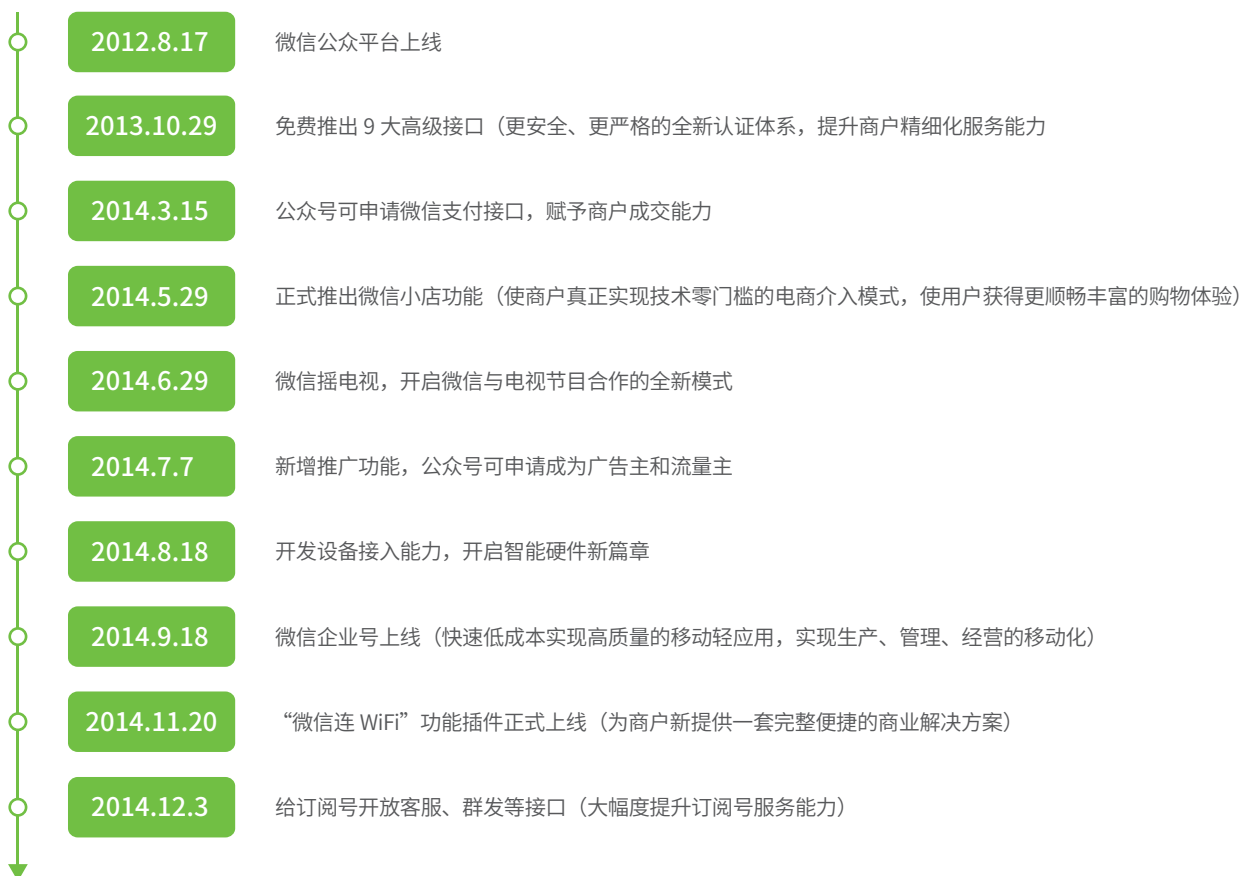 2012.8.17 微信公众平台上线
2013.10.29 免费推出 9 大高级接口（更安全、更严格的全新认证体系，提升商户精细化服务能力
2014.3.15 公众号可申请微信支付接口，赋予商户成交能力
2014.5.29 正式推出微信小店功能（使商户真正实现技术零门槛的电商介入模式，使用户获得更顺畅丰富的购物体验）
2014.6.29 微信摇电视，开启微信与电视节目合作的全新模式
2014.7.7 新增推广功能，公众号可申请成为广告主和流量主
2014.8.18 开发设备接入能力，开启智能硬件新篇章
2014.9.18 微信企业号上线（快速低成本实现高质量的移动轻应用，实现生产、管理、经营的移动化）
2014.11.20 “微信连 WiFi”功能插件正式上线（为商户新提供一套完整便捷的商业解决方案）
2014.12.3 给订阅号开放客服、群发等接口（大幅度提升订阅号服务能力）